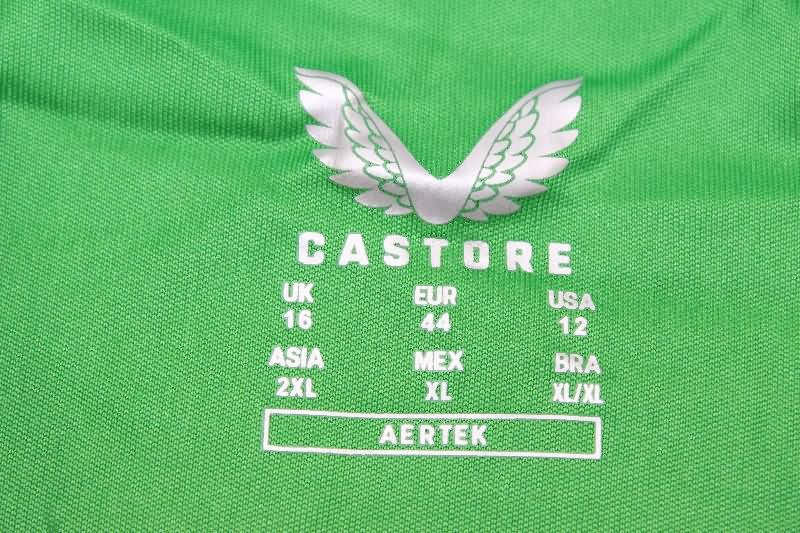 CASTORE
UK EUR USA
16 44 12
ASIA MEX BRA
2XL XL XL/XL
AERTEK